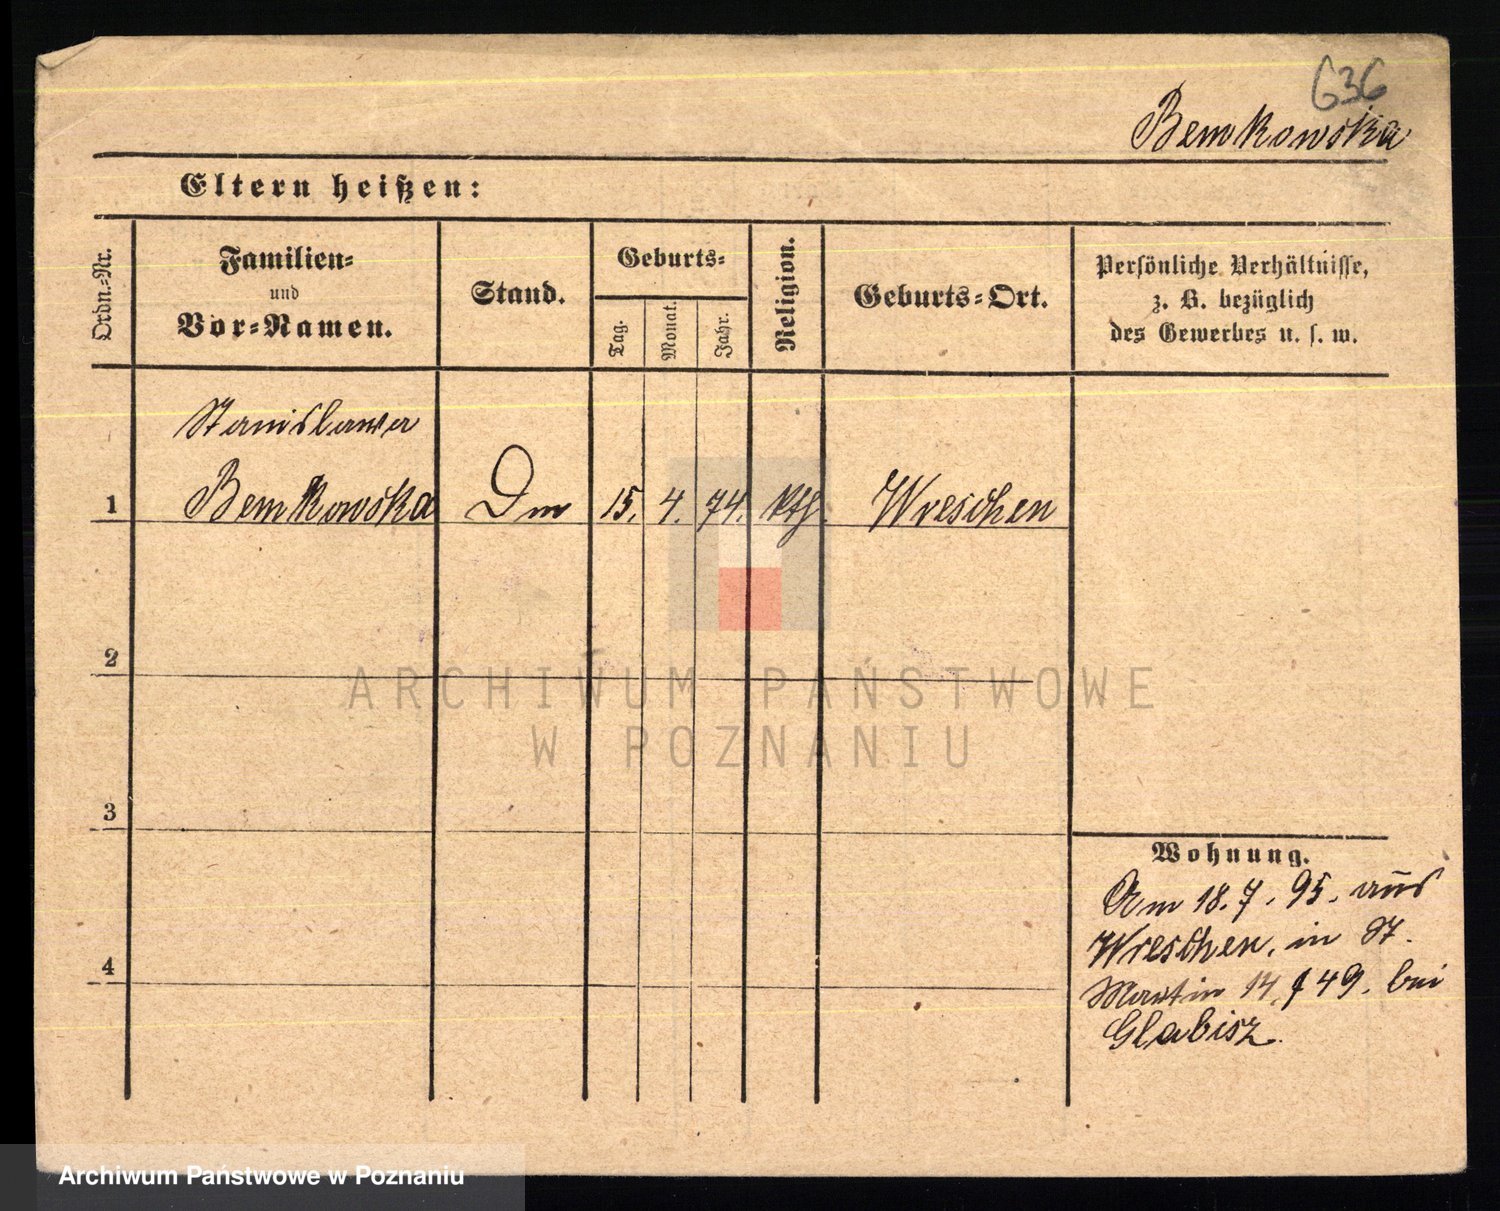 636
Bemkowska
Eltern heißen:
Ordn.-Nr.
Familien-
und
Vor-Namen.
Stand.
Geburts-
Tag.
Monat.
Jahr.
Religion.
Geburts-Ort.
Persönliche Verhältnisse,
z. B. bezüglich
des Gewerbes u. s. w.
Stanislawa
1 Bemkowska Dm 15. 4. 74. kth. Wreschen
2
3
4
Wohnung.
Am 18.7.95. aus
Wreschen, in St.
Martin 14 / 49. bei
Glabisz.
ARCHIWUM PAŃSTWOWE
W POZNANIU
Archiwum Państwowe w Poznaniu